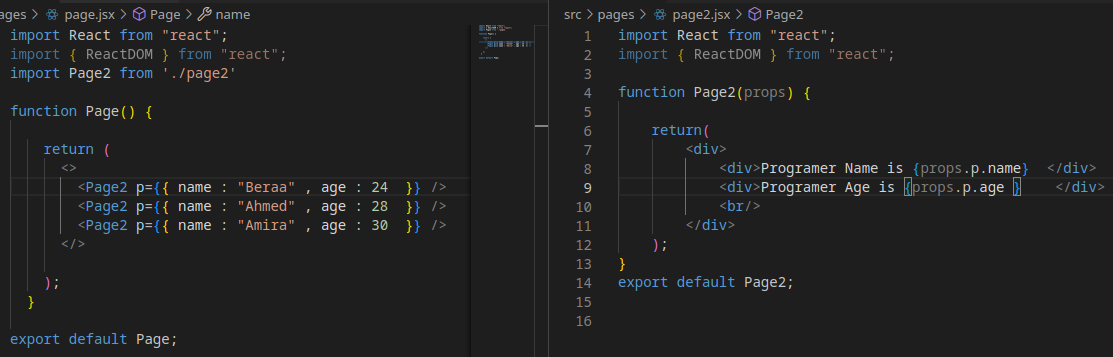 ages > page.jsx > Page > name
import React from "react";
import { ReactDOM } from "react";
import Page2 from './page2'
function Page() {
return (
<>
<Page2 p={{ name : "Beraa" , age : 24  }} />
<Page2 p={{ name : "Ahmed" , age : 28  }} />
<Page2 p={{ name : "Amira" , age : 30  }} />
</>
);
}
export default Page;
src > pages > page2.jsx > Page2
1 import React from "react";
2 import { ReactDOM } from "react";
3
4 function Page2(props) {
5
6 return(
7 <div>
8 <div>Programer Name is {props.p.name}  </div>
9 <div>Programer Age is {props.p.age }    </div>
10 <br/>
11 </div>
12 );
13 }
14 export default Page2;
15
16